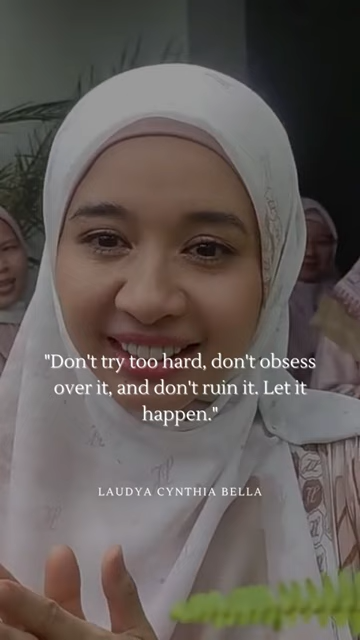 "Don't try too hard, don't obsess
over it, and don't ruin it. Let it
happen."
LAUDYA CYNTHIA BELLA